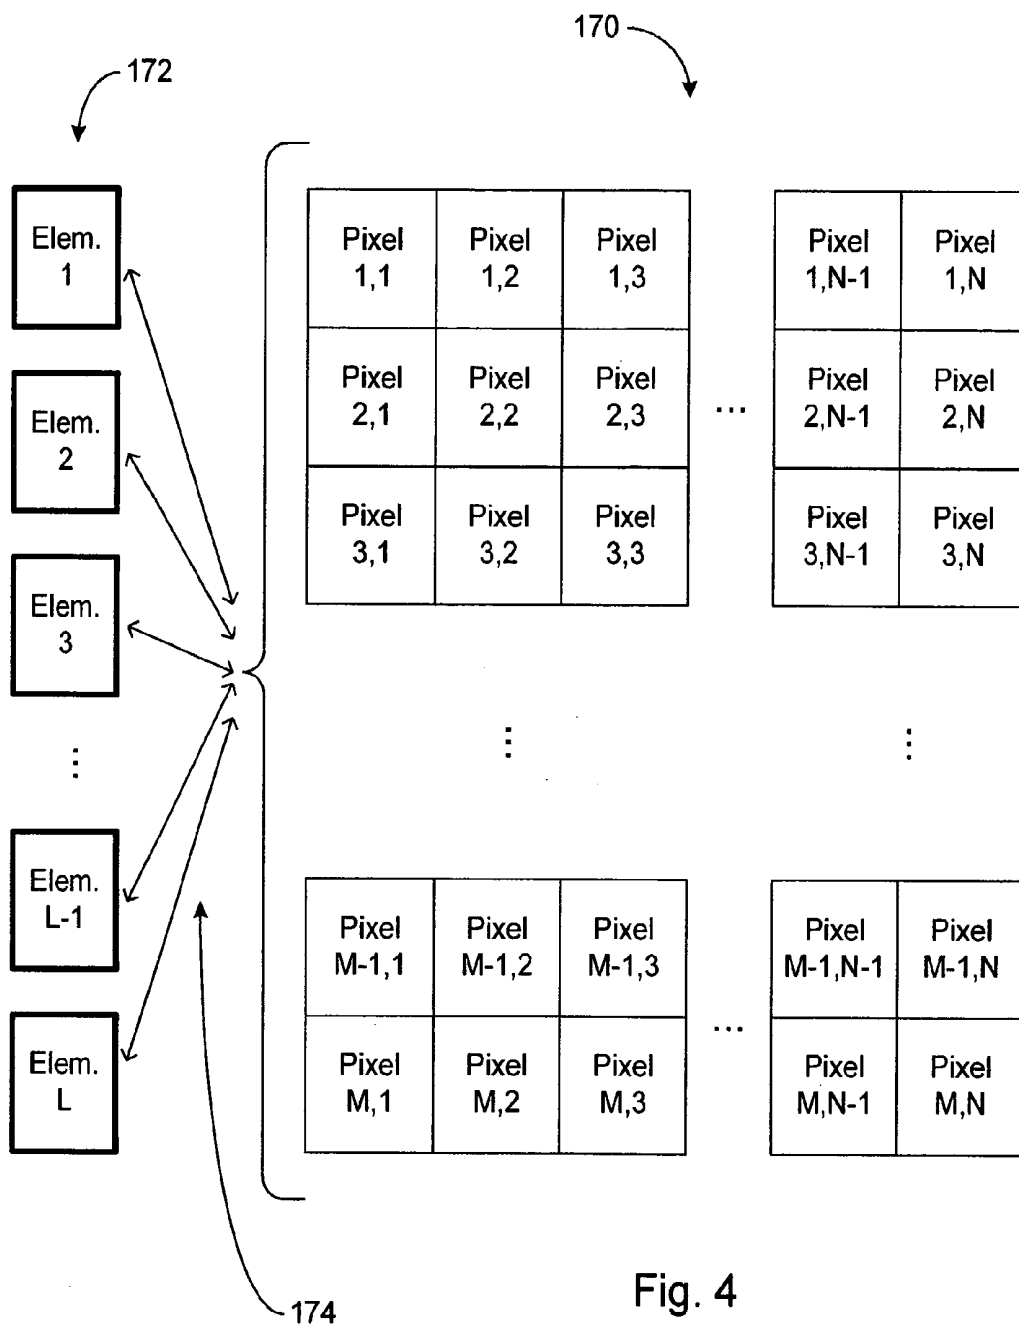 170
172
Elem.
1
Elem.
2
Elem.
3
⋮
Elem.
L-1
Elem.
L
Pixel
1,1
Pixel
1,2
Pixel
1,3
Pixel
1,N-1
Pixel
1,N
Pixel
2,1
Pixel
2,2
Pixel
2,3
...
Pixel
2,N-1
Pixel
2,N
Pixel
3,1
Pixel
3,2
Pixel
3,3
Pixel
3,N-1
Pixel
3,N
⋮
⋮
Pixel
M-1,1
Pixel
M-1,2
Pixel
M-1,3
Pixel
M-1,N-1
Pixel
M-1,N
...
Pixel
M,1
Pixel
M,2
Pixel
M,3
Pixel
M,N-1
Pixel
M,N
174
Fig. 4